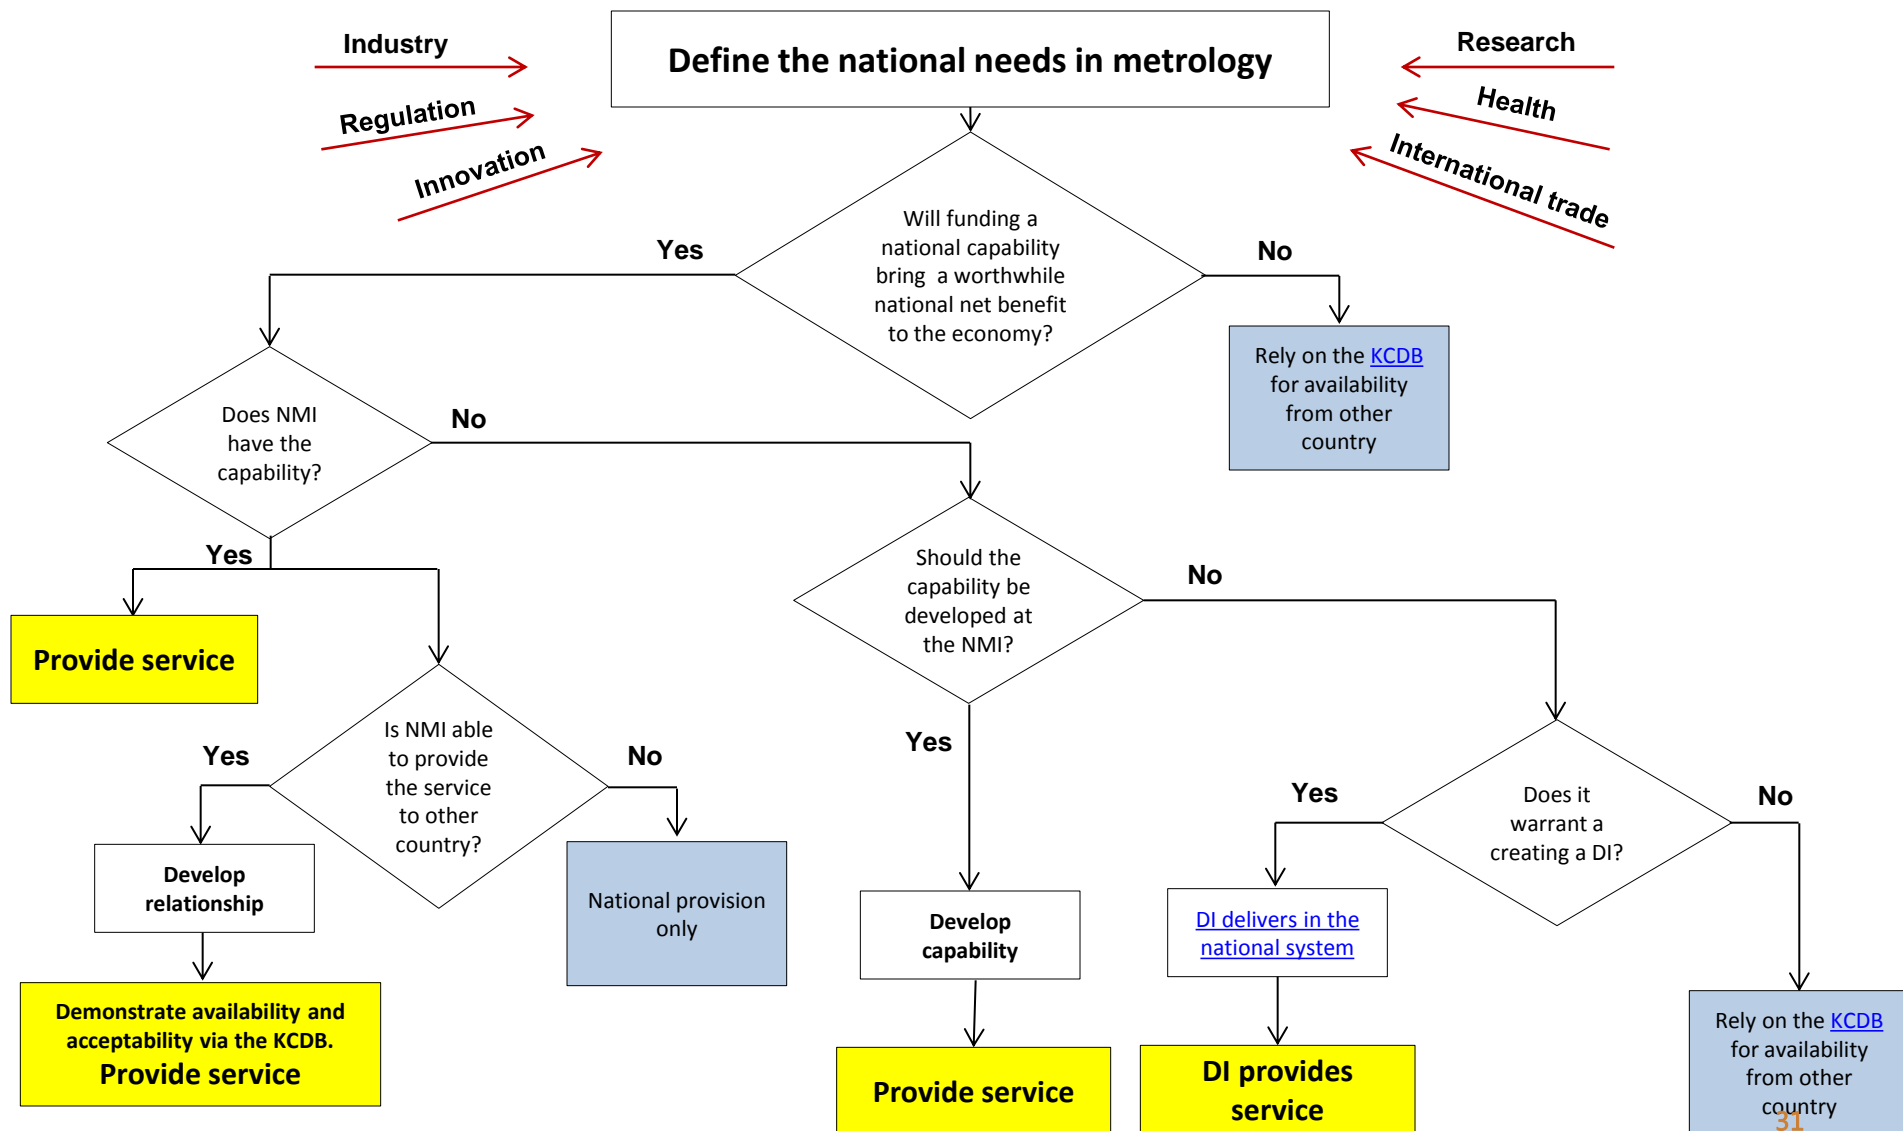 Define the national needs in metrology
Industry
Regulation
Innovation
Research
Health
International trade
Will funding a
national capability
bring  a worthwhile
national net benefit
to the economy?
Yes
No
Rely on the KCDB
for availability
from other
country
Does NMI
have the
capability?
No
Yes
Should the
capability be
developed at
the NMI?
No
Provide service
Is NMI able
to provide
the service
to other
country?
Yes
No
Yes
Does it
warrant a
creating a DI?
Yes
No
Develop
relationship
National provision
only
Develop
capability
DI delivers in the
national system
Demonstrate availability and
acceptability via the KCDB.
Provide service
Provide service
DI provides
service
Rely on the KCDB
for availability
from other
country
31